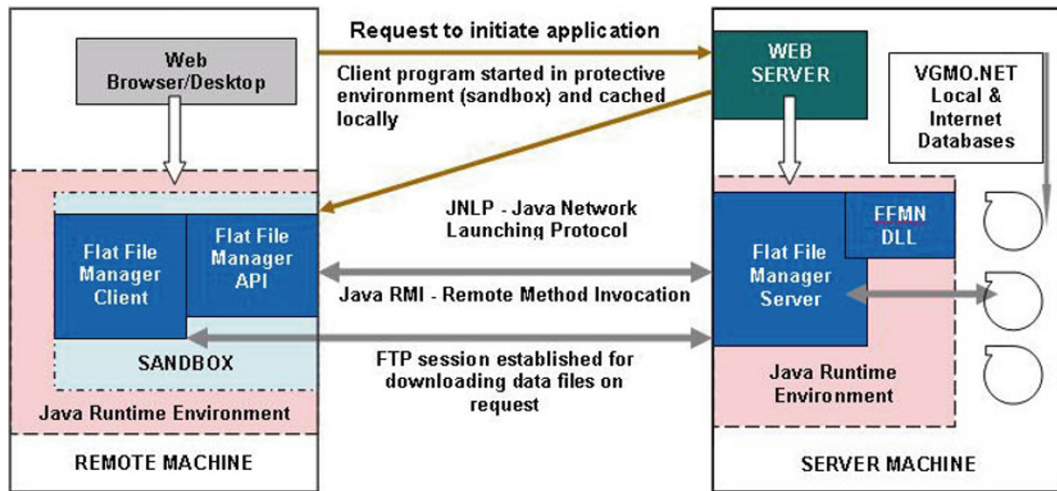 Web
Browser/Desktop
Request to initiate application
Client program started in protective
environment (sandbox) and cached
locally
WEB
SERVER
VGMO.NET
Local &
Internet
Databases
JNLP - Java Network
Launching Protocol
Flat File
Manager
Client
Flat File
Manager
API
Java RMI - Remote Method Invocation
FFMN
DLL
Flat File
Manager
Server
SANDBOX
FTP session established for
downloading data files on
request
Java Runtime Environment
Java Runtime
Environment
REMOTE MACHINE
SERVER MACHINE